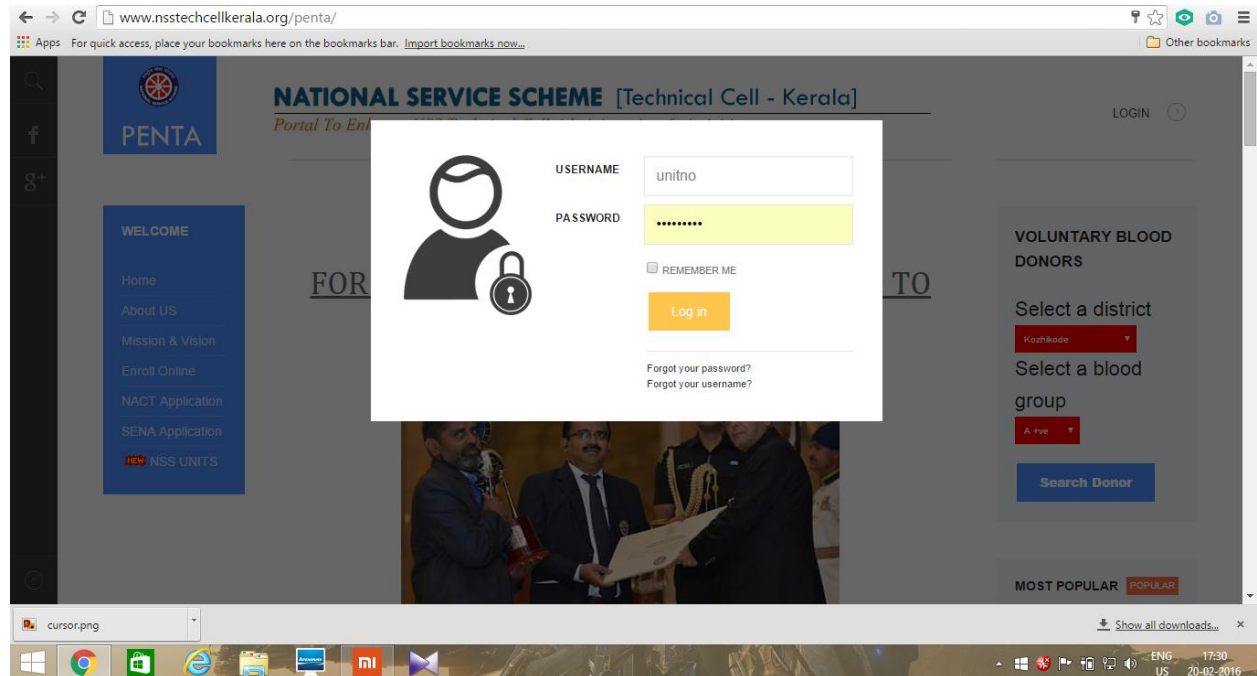 www.nsstechcellkerala.org/penta/
Apps For quick access, place your bookmarks here on the bookmarks bar. Import bookmarks now...
Other bookmarks
PENTA
NATIONAL SERVICE SCHEME [Technical Cell - Kerala]
Portal To
LOGIN
f
g+
WELCOME
Home
About US
Mission & Vision
Enroll Online
NACT Application
SENA Application
NEW NSS UNITS
FOR
TO
USERNAME
unitno
PASSWORD
•••••••••
REMEMBER ME
Log in
Forgot your password?
Forgot your username?
VOLUNTARY BLOOD
DONORS
Select a district
Kozhikode
Select a blood
group
A +ve
Search Donor
MOST POPULAR POPULAR
cursor.png
Show all downloads...
lenovo
mi
ENG 17:30
US 20-02-2016